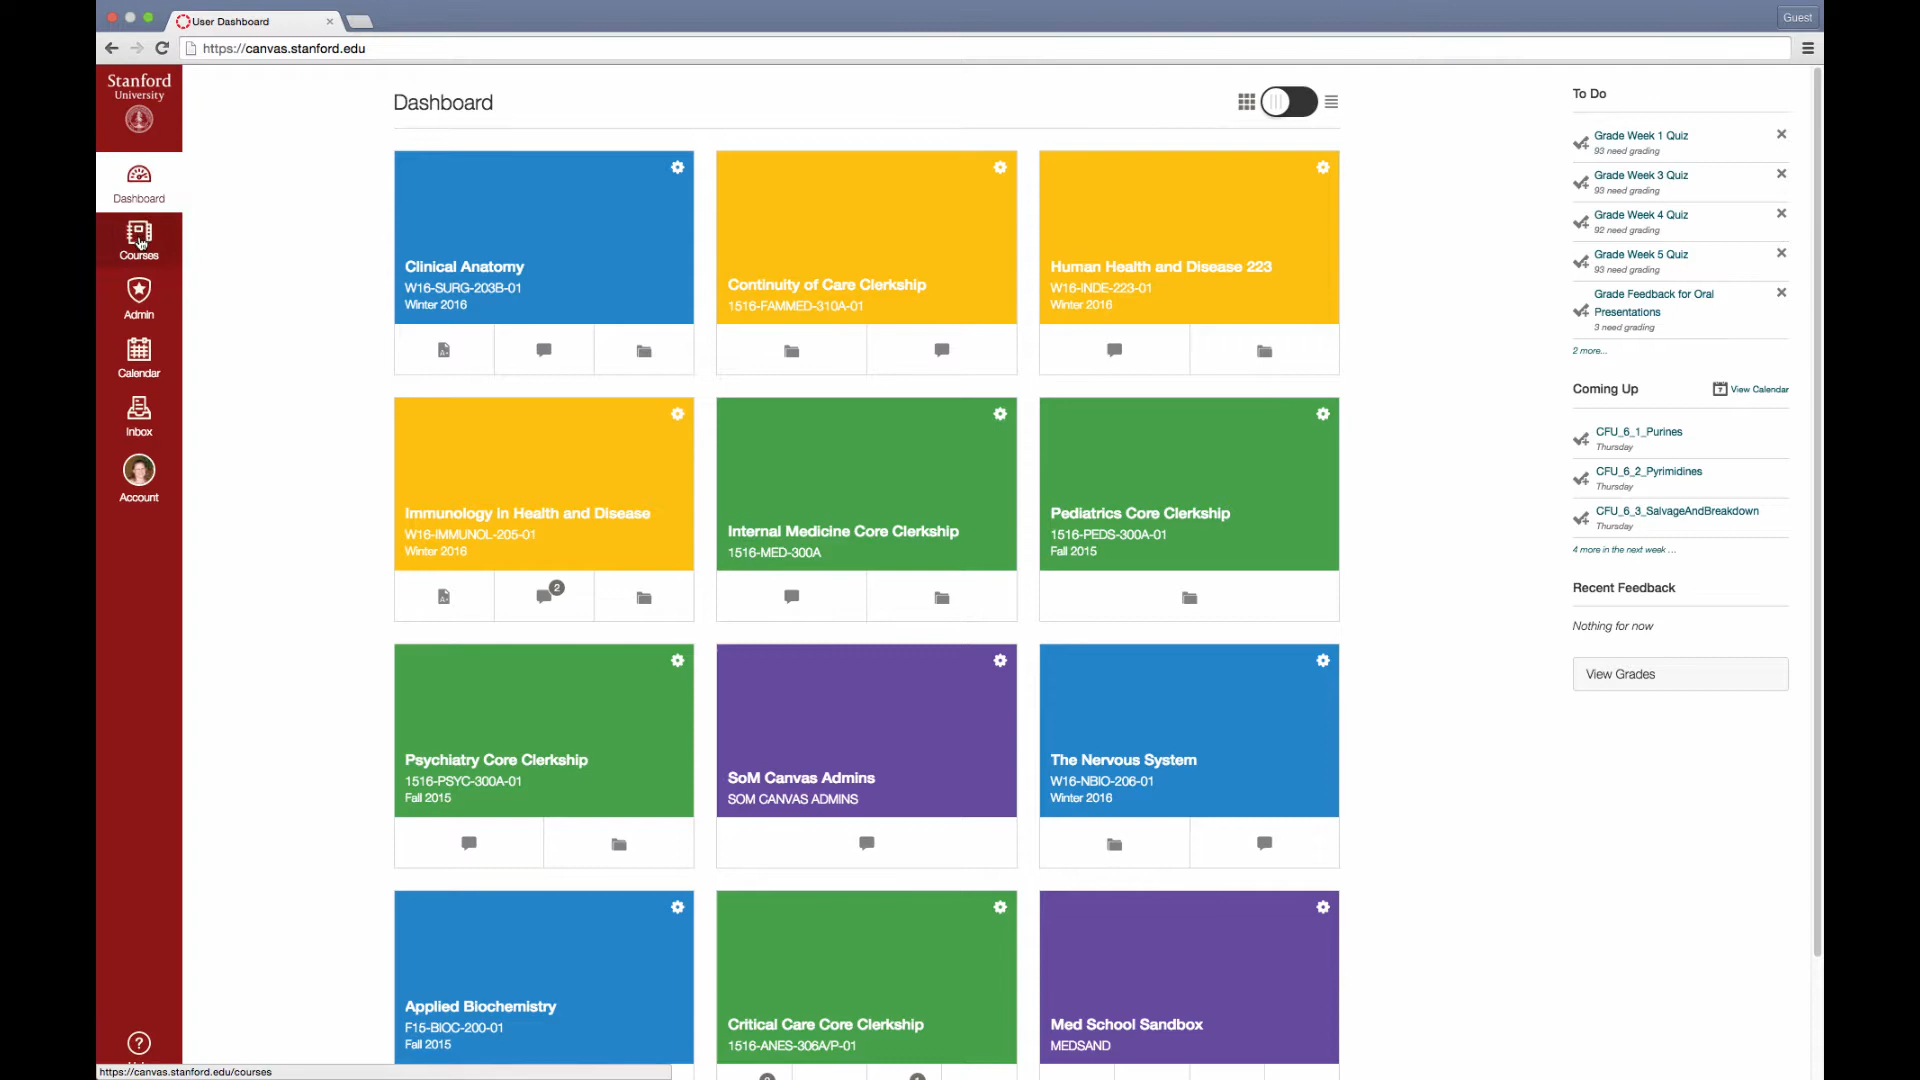 User Dashboard
Guest
https://canvas.stanford.edu
Stanford
University
Dashboard
Courses
Admin
Calendar
Inbox
Account
?
Dashboard
Clinical Anatomy
W16-SURG-203B-01
Winter 2016
Continuity of Care Clerkship
1516-FAMMED-310A-01
Human Health and Disease 223
W16-INDE-223-01
Winter 2016
Immunology in Health and Disease
W16-IMMUNOL-205-01
Winter 2016
2
Internal Medicine Core Clerkship
1516-MED-300A
Pediatrics Core Clerkship
1516-PEDS-300A-01
Fall 2015
Psychiatry Core Clerkship
1516-PSYC-300A-01
Fall 2015
SoM Canvas Admins
SOM CANVAS ADMINS
The Nervous System
W16-NBIO-206-01
Winter 2016
Applied Biochemistry
F15-BIOC-200-01
Fall 2015
Critical Care Core Clerkship
1516-ANES-306A/P-01
Med School Sandbox
MEDSAND
To Do
Grade Week 1 Quiz
93 need grading
Grade Week 3 Quiz
93 need grading
Grade Week 4 Quiz
92 need grading
Grade Week 5 Quiz
93 need grading
Grade Feedback for Oral
Presentations
3 need grading
2 more...
Coming Up
7 View Calendar
CFU_6_1_Purines
Thursday
CFU_6_2_Pyrimidines
Thursday
CFU_6_3_SalvageAndBreakdown
Thursday
4 more in the next week ...
Recent Feedback
Nothing for now
View Grades
https://canvas.stanford.edu/courses